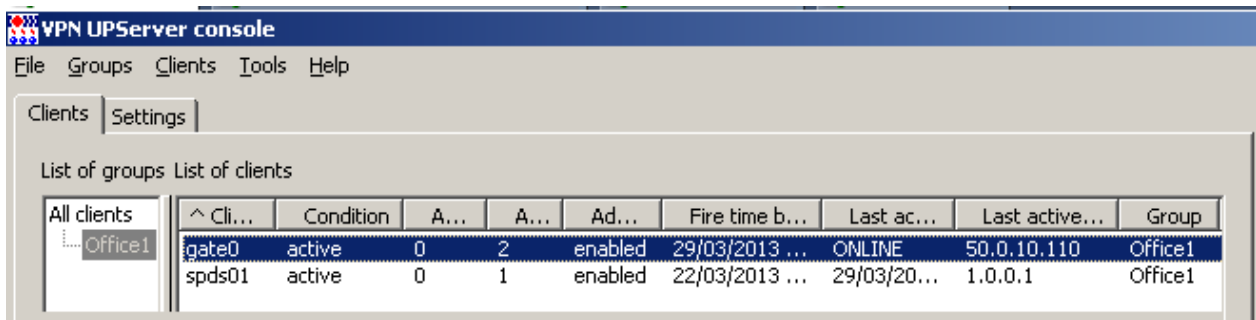 VPN UPServer console
File Groups Clients Tools Help
Clients Settings
List of groups List of clients
All clients
Office1
^ Cli... Condition A... A... Ad... Fire time b... Last ac... Last active... Group
gate0 active 0 2 enabled 29/03/2013 ... ONLINE 50.0.10.110 Office1
spds01 active 0 1 enabled 22/03/2013 ... 29/03/20... 1.0.0.1 Office1